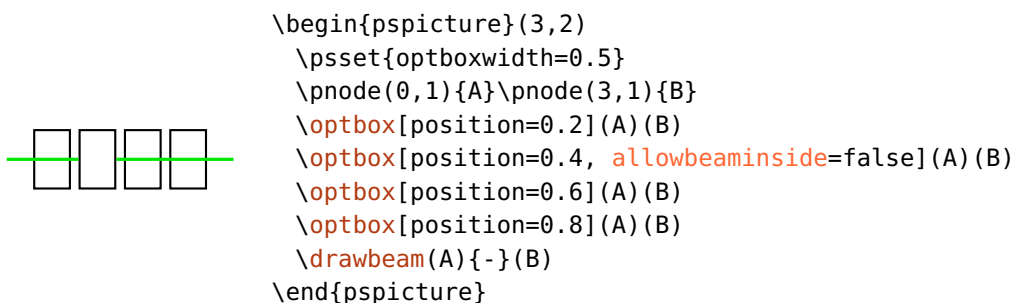 \begin{pspicture}(3,2)
  \psset{optboxwidth=0.5}
  \pnode(0,1){A}\pnode(3,1){B}
  \optbox[position=0.2](A)(B)
  \optbox[position=0.4, allowbeaminside=false](A)(B)
  \optbox[position=0.6](A)(B)
  \optbox[position=0.8](A)(B)
  \drawbeam(A){-}(B)
\end{pspicture}